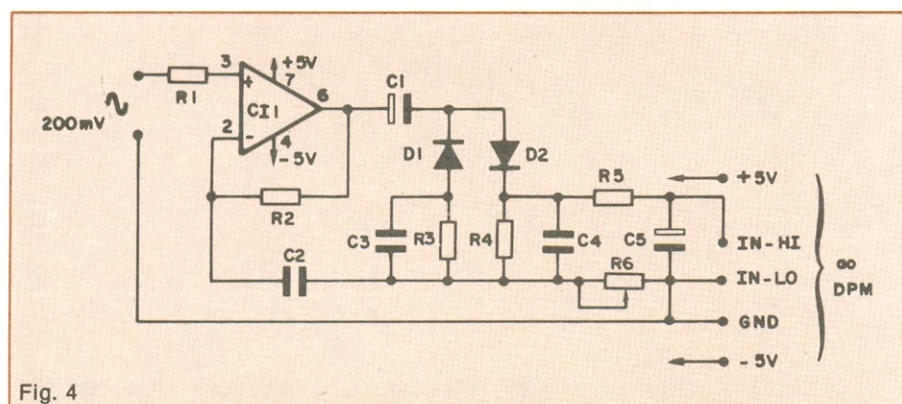 +5V
3
7
C1
R1
+
CI1
6
200mV
2
-
4
-5V
D1
D2
R5
+5V
R2
C3
R3
R4
C4
C5
IN-HI
C2
R6
IN-LO
GND
-5V
ao
DPM
Fig. 4